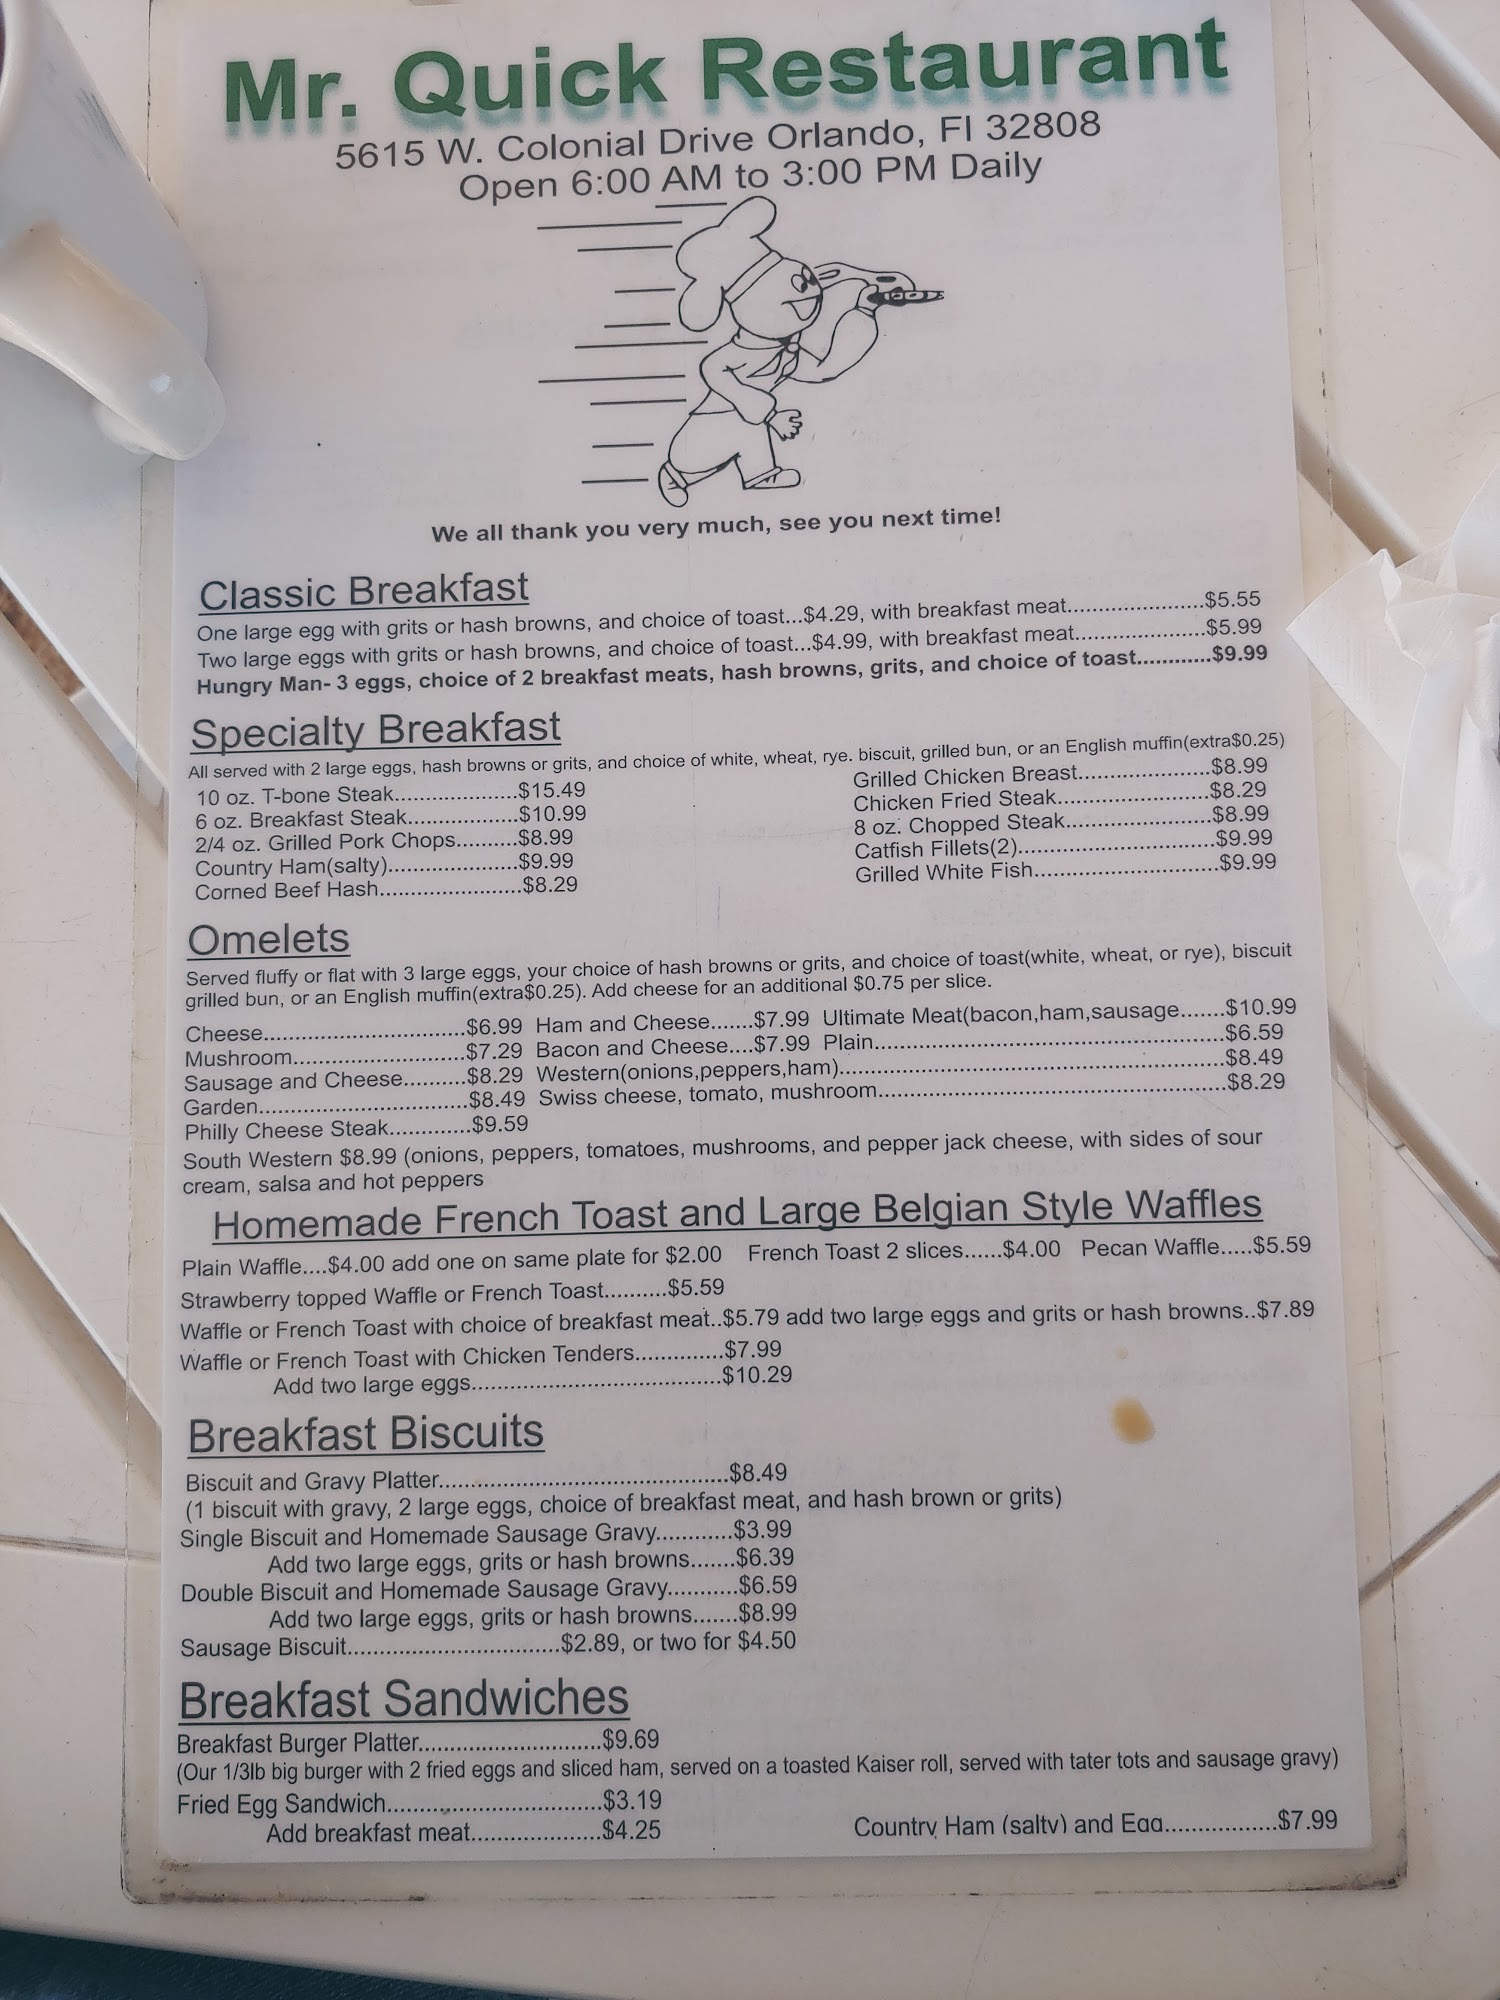 Mr. Quick Restaurant
5615 W. Colonial Drive Orlando, Fl 32808
Open 6:00 AM to 3:00 PM Daily
We all thank you very much, see you next time!
Classic Breakfast
One large egg with grits or hash browns, and choice of toast...$4.29, with breakfast meat.......................$5.55
Two large eggs with grits or hash browns, and choice of toast...$4.99, with breakfast meat......................$5.99
Hungry Man- 3 eggs, choice of 2 breakfast meats, hash browns, grits, and choice of toast............$9.99
Specialty Breakfast
All served with 2 large eggs, hash browns or grits, and choice of white, wheat, rye. biscuit, grilled bun, or an English muffin(extra$0.25)
10 oz. T-bone Steak....................$15.49
6 oz. Breakfast Steak..................$10.99
2/4 oz. Grilled Pork Chops..........$8.99
Country Ham(salty).....................$9.99
Corned Beef Hash.......................$8.29
Grilled Chicken Breast......................$8.99
Chicken Fried Steak.........................$8.29
8 oz. Chopped Steak........................$8.99
Catfish Fillets(2)................................$9.99
Grilled White Fish..............................$9.99
Omelets
Served fluffy or flat with 3 large eggs, your choice of hash browns or grits, and choice of toast(white, wheat, or rye), biscuit
grilled bun, or an English muffin(extra$0.25). Add cheese for an additional $0.75 per slice.
Cheese.................................$6.99 Ham and Cheese.......$7.99 Ultimate Meat(bacon,ham,sausage.......$10.99
Mushroom............................$7.29 Bacon and Cheese....$7.99 Plain.........................................................$6.59
Sausage and Cheese..........$8.29 Western(onions,peppers,ham)...............................................................$8.49
Garden..................................$8.49 Swiss cheese, tomato, mushroom.........................................................$8.29
Philly Cheese Steak.............$9.59
South Western $8.99 (onions, peppers, tomatoes, mushrooms, and pepper jack cheese, with sides of sour
cream, salsa and hot peppers
Homemade French Toast and Large Belgian Style Waffles
Plain Waffle....$4.00 add one on same plate for $2.00 French Toast 2 slices......$4.00 Pecan Waffle.....$5.59
Strawberry topped Waffle or French Toast..........$5.59
Waffle or French Toast with choice of breakfast meat..$5.79 add two large eggs and grits or hash browns..$7.89
Waffle or French Toast with Chicken Tenders..............$7.99
Add two large eggs........................................$10.29
Breakfast Biscuits
Biscuit and Gravy Platter..............................................$8.49
(1 biscuit with gravy, 2 large eggs, choice of breakfast meat, and hash brown or grits)
Single Biscuit and Homemade Sausage Gravy............$3.99
Add two large eggs, grits or hash browns.......$6.39
Double Biscuit and Homemade Sausage Gravy...........$6.59
Add two large eggs, grits or hash browns.......$8.99
Sausage Biscuit..................................$2.89, or two for $4.50
Breakfast Sandwiches
Breakfast Burger Platter.............................$9.69
(Our 1/3lb big burger with 2 fried eggs and sliced ham, served on a toasted Kaiser roll, served with tater tots and sausage gravy)
Fried Egg Sandwich...................................$3.19
Add breakfast meat.....................$4.25
Country Ham (salty) and Egg..................$7.99